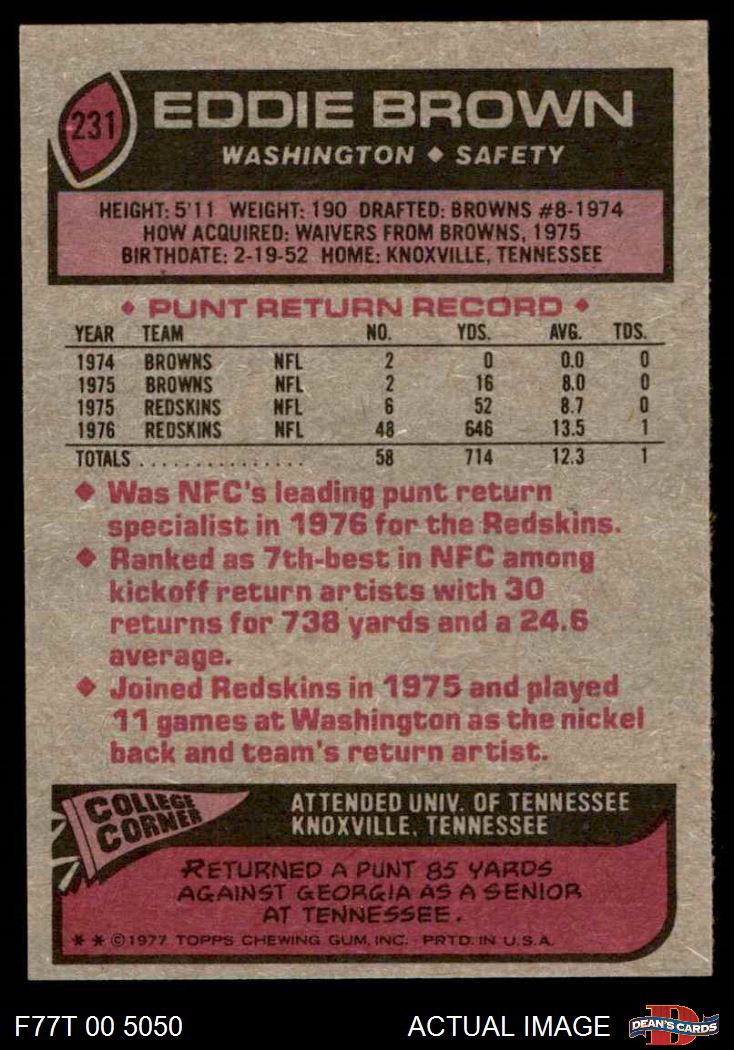 231
EDDIE BROWN
WASHINGTON ◆ SAFETY
HEIGHT: 5'11 WEIGHT: 190 DRAFTED: BROWNS #8-1974
HOW ACQUIRED: WAIVERS FROM BROWNS, 1975
BIRTHDATE: 2-19-52 HOME: KNOXVILLE, TENNESSEE
◆ PUNT RETURN RECORD ◆
YEAR TEAM NO. YDS. AVG. TDS.
1974 BROWNS NFL 2 0 0.0 0
1975 BROWNS NFL 2 16 8.0 0
1975 REDSKINS NFL 6 52 8.7 0
1976 REDSKINS NFL 48 646 13.5 1
TOTALS ................ 58 714 12.3 1
◆ Was NFC's leading punt return
specialist in 1976 for the Redskins.
◆ Ranked as 7th-best in NFC among
kickoff return artists with 30
returns for 738 yards and a 24.6
average.
◆ Joined Redskins in 1975 and played
11 games at Washington as the nickel
back and team's return artist.
COLLEGE
CORNER
ATTENDED UNIV. OF TENNESSEE
KNOXVILLE, TENNESSEE
RETURNED A PUNT 85 YARDS
AGAINST GEORGIA AS A SENIOR
AT TENNESSEE.
* * ©1977 TOPPS CHEWING GUM, INC. PRTD. IN U.S.A.
F77T 00 5050
ACTUAL IMAGE
D
DEAN'S CARDS